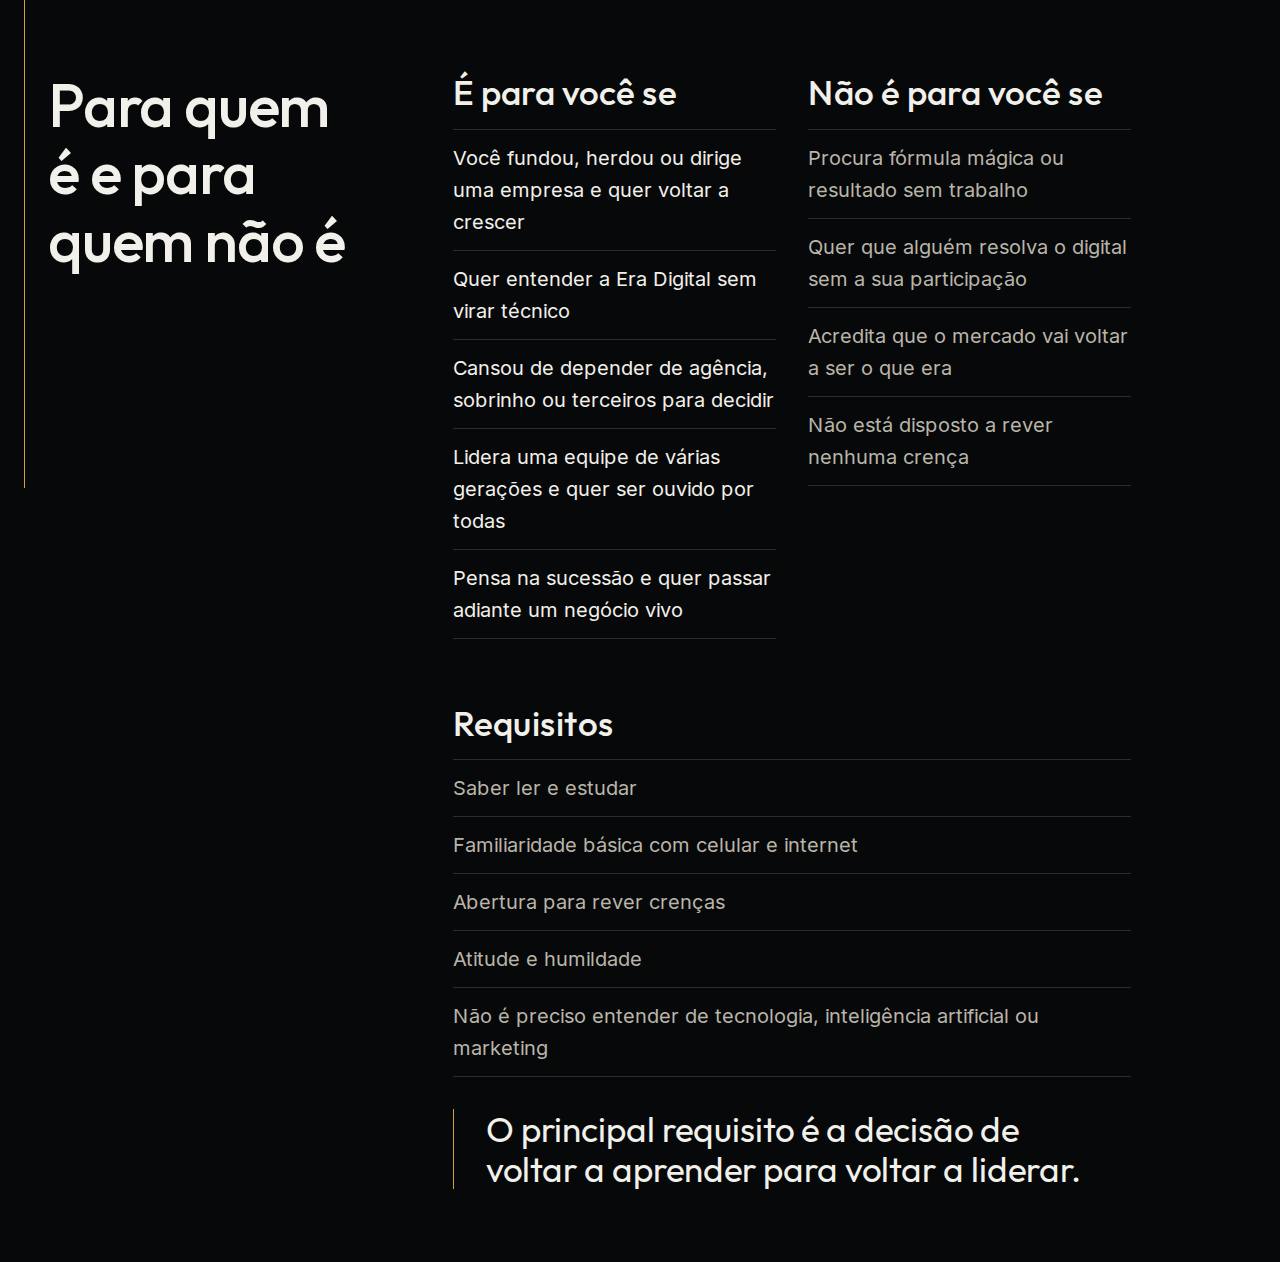 Para quem
é e para
quem não é
É para você se
Você fundou, herdou ou dirige
uma empresa e quer voltar a
crescer
Quer entender a Era Digital sem
virar técnico
Cansou de depender de agência,
sobrinho ou terceiros para decidir
Lidera uma equipe de várias
gerações e quer ser ouvido por
todas
Pensa na sucessão e quer passar
adiante um negócio vivo
Não é para você se
Procura fórmula mágica ou
resultado sem trabalho
Quer que alguém resolva o digital
sem a sua participação
Acredita que o mercado vai voltar
a ser o que era
Não está disposto a rever
nenhuma crença
Requisitos
Saber ler e estudar
Familiaridade básica com celular e internet
Abertura para rever crenças
Atitude e humildade
Não é preciso entender de tecnologia, inteligência artificial ou
marketing
O principal requisito é a decisão de
voltar a aprender para voltar a liderar.